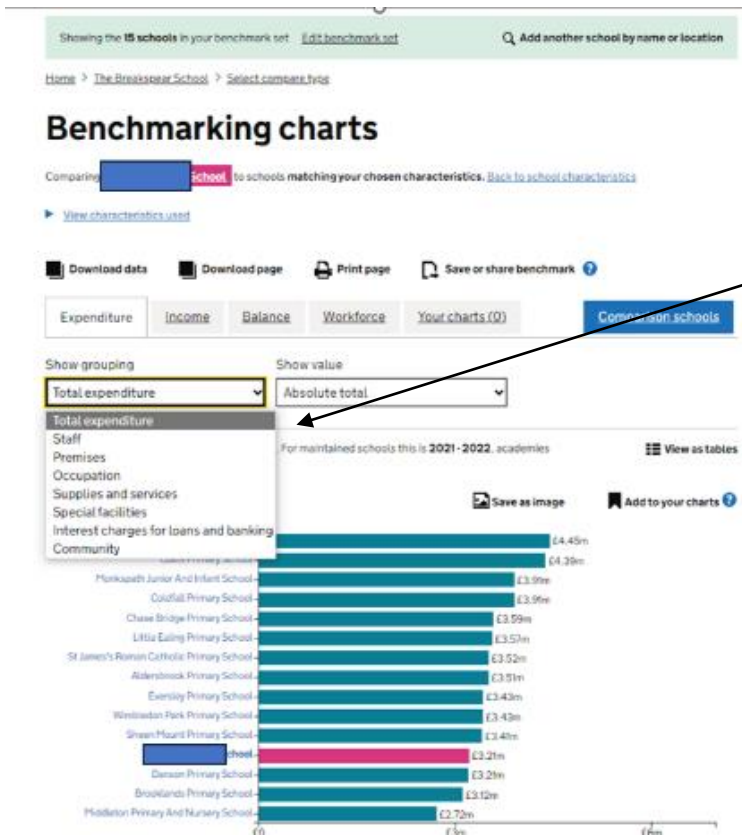 Showing the 15 schools in your benchmark set Edit benchmark set Add another school by name or location
Home > The Breakspear School > Select compare type
Benchmarking charts
Comparing School to schools matching your chosen characteristics. Back to school characteristics
View characteristics used
Download data Download page Print page Save or share benchmark ?
Expenditure Income Balance Workforce Your charts (0) Comparison schools
Show grouping Show value
Total expenditure Absolute total
Total expenditure
Staff
For maintained schools this is 2021-2022, academies View as tables
Premises
Occupation
Supplies and services
Special facilities
Save as image Add to your charts ?
Interest charges for loans and banking
Community
£4.45m
Primary School £4.39m
Monkspath Junior And Infant School £3.91m
Coldfall Primary School £3.91m
Chase Bridge Primary School £3.59m
Little Ealing Primary School £3.57m
St James's Roman Catholic Primary School £3.52m
Aldersbrook Primary School £3.51m
Eversley Primary School £3.43m
Wimbledon Park Primary School £3.43m
Sheen Mount Primary School £3.41m
chool £3.21m
Danson Primary School £3.21m
Brooklands Primary School £3.12m
Middleton Primary And Nursery School £2.72m
£0 £3m £6m